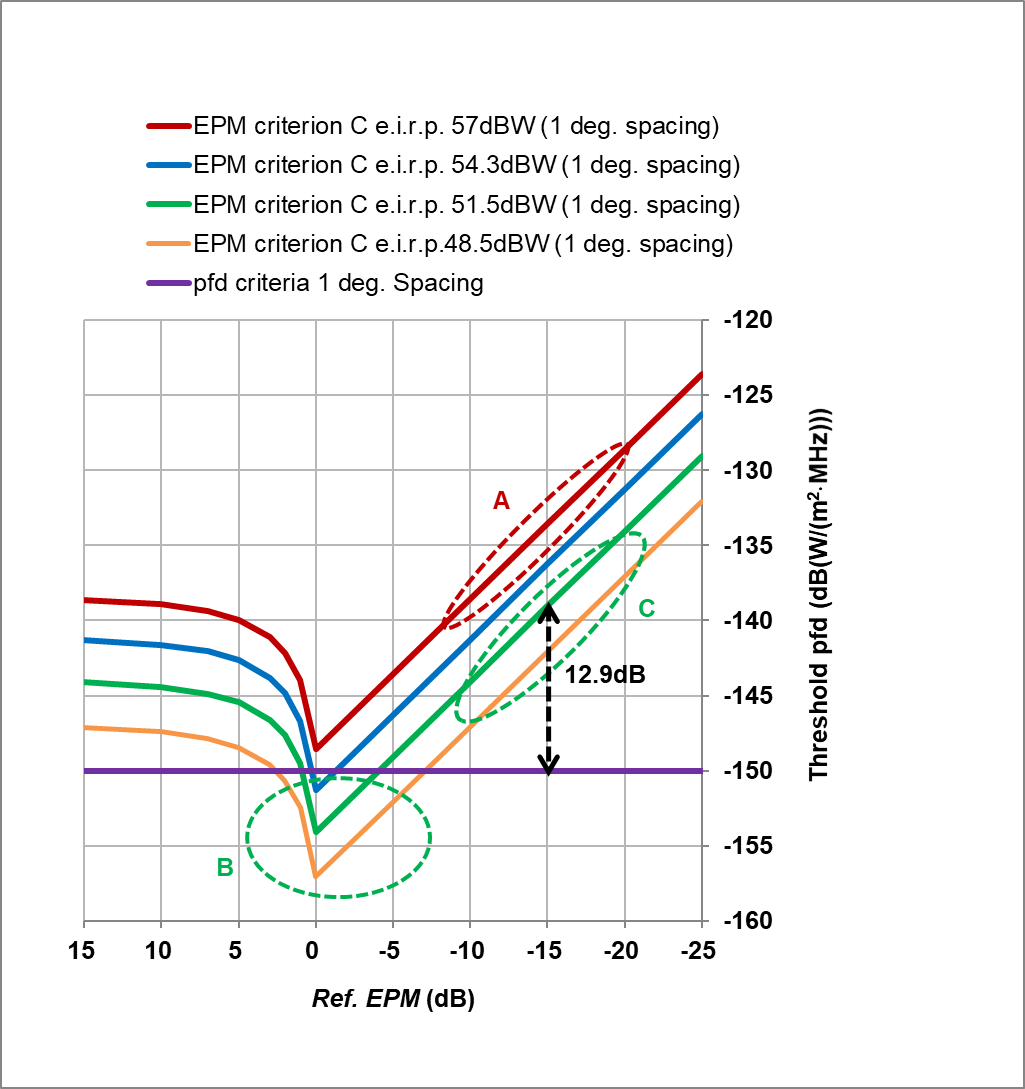 EPM criterion C e.i.r.p. 57dBW (1 deg. spacing)
EPM criterion C e.i.r.p. 54.3dBW (1 deg. spacing)
EPM criterion C e.i.r.p. 51.5dBW (1 deg. spacing)
EPM criterion C e.i.r.p.48.5dBW (1 deg. spacing)
pfd criteria 1 deg. Spacing
-120
-125
-130
-135
-140
-145
-150
-155
-160
Threshold pfd (dB(W/(m²·MHz)))
A
C
12.9dB
B
15 10 5 0 -5 -10 -15 -20 -25
Ref. EPM (dB)